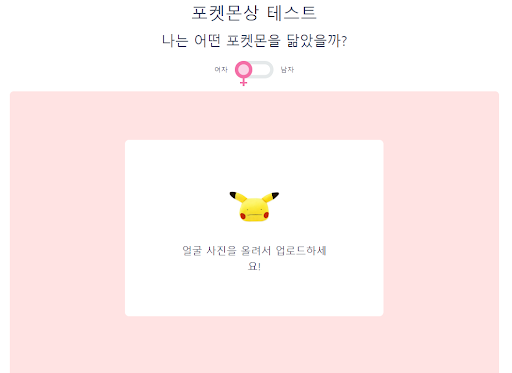 포켓몬상 테스트
나는 어떤 포켓몬을 닮았을까?
여자 남자
얼굴 사진을 올려서 업로드하세
요!